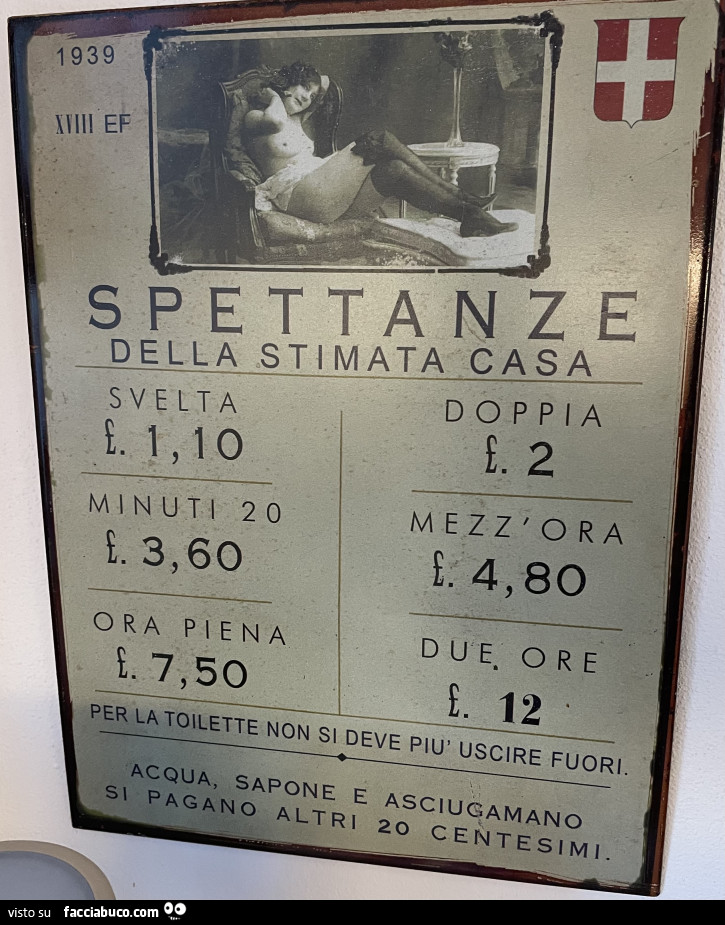 1939
XVIII EF
SPETTANZE
DELLA STIMATA CASA
SVELTA
£. 1,10
DOPPIA
£. 2
MINUTI 20
£. 3,60
MEZZ'ORA
£. 4,80
ORA PIENA
£. 7,50
DUE. ORE
£. 12
PER LA TOILETTE NON SI DEVE PIU' USCIRE FUORI.
ACQUA, SAPONE E ASCIUGAMANO
SI PAGANO ALTRI 20 CENTESIMI.
visto su facciabuco.com